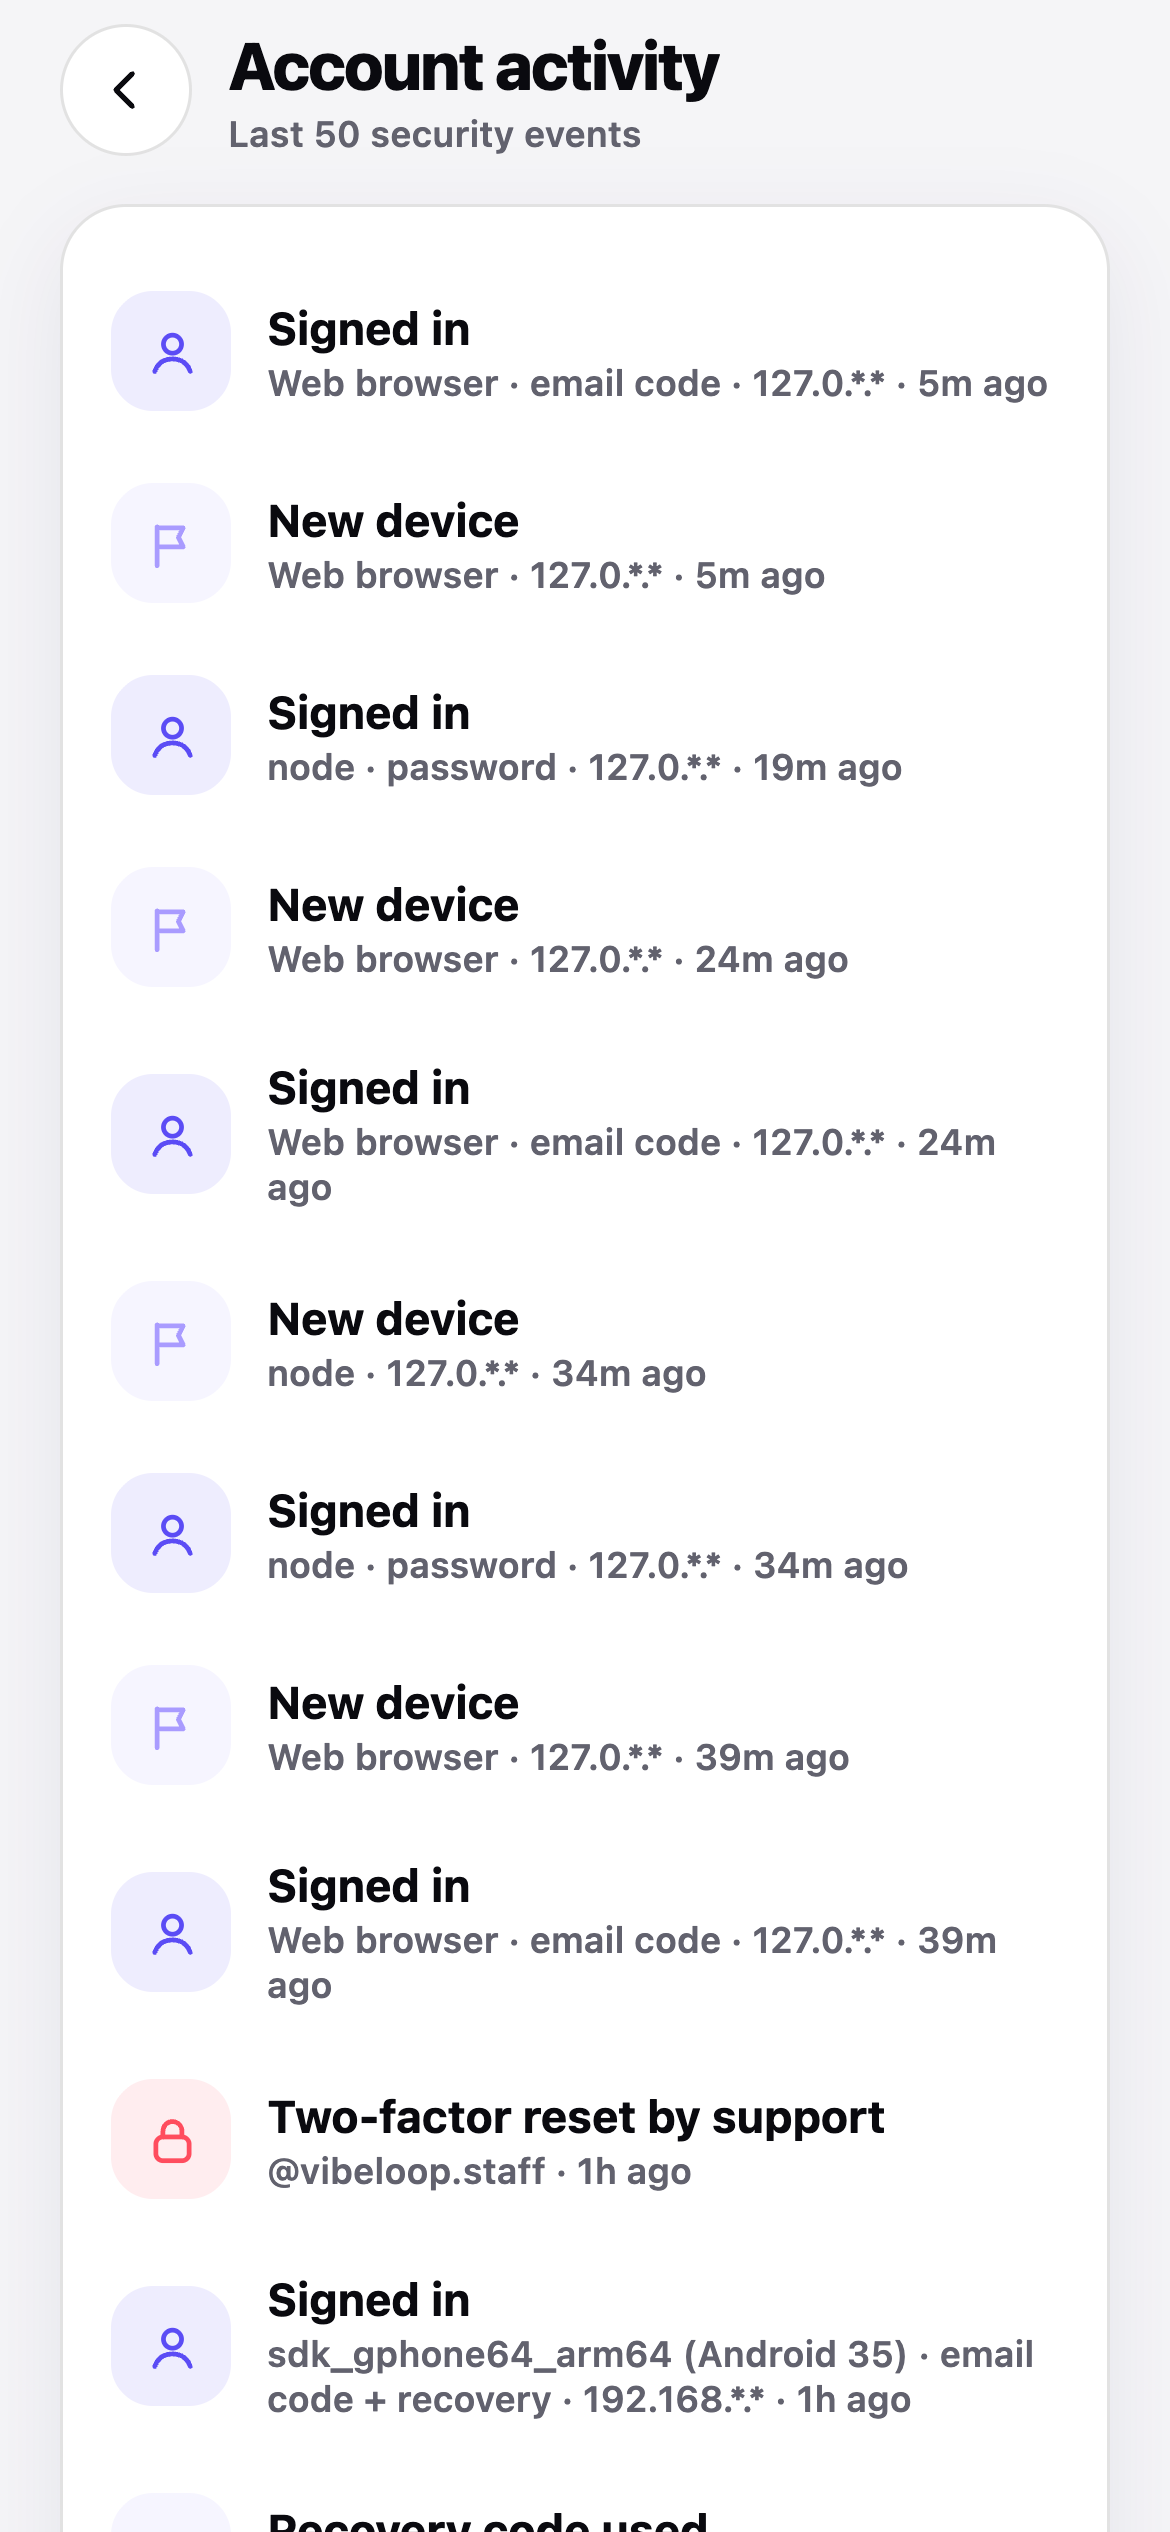 Account activity
Last 50 security events
Signed in
Web browser · email code · 127.0.*.* · 5m ago
New device
Web browser · 127.0.*.* · 5m ago
Signed in
node · password · 127.0.*.* · 19m ago
New device
Web browser · 127.0.*.* · 24m ago
Signed in
Web browser · email code · 127.0.*.* · 24m
ago
New device
node · 127.0.*.* · 34m ago
Signed in
node · password · 127.0.*.* · 34m ago
New device
Web browser · 127.0.*.* · 39m ago
Signed in
Web browser · email code · 127.0.*.* · 39m
ago
Two-factor reset by support
@vibeloop.staff · 1h ago
Signed in
sdk_gphone64_arm64 (Android 35) · email
code + recovery · 192.168.*.* · 1h ago
Recovery code used